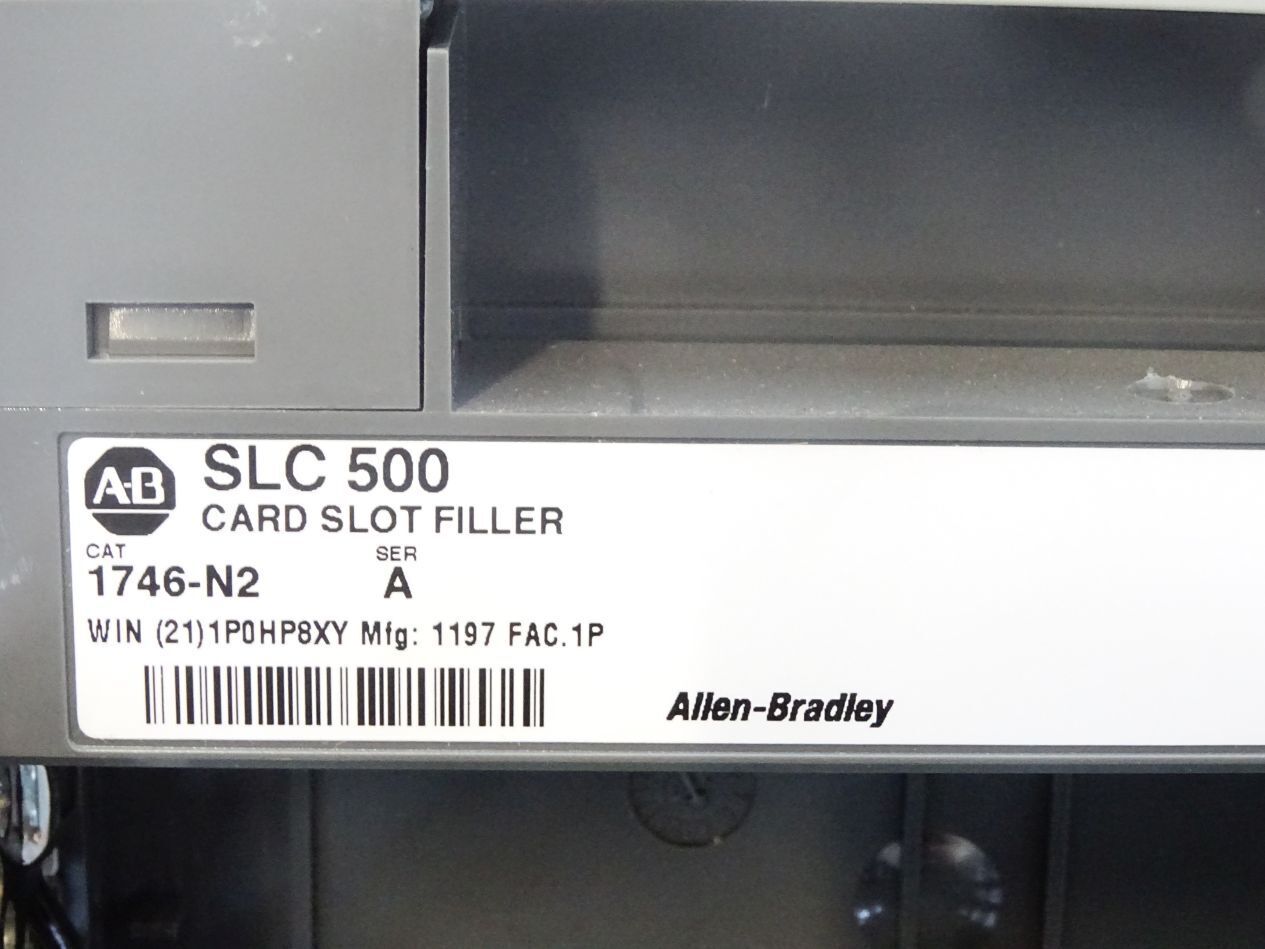 A-B
SLC 500
CARD SLOT FILLER
CAT SER
1746-N2 A
WIN (21)1P0HP8XY Mfg: 1197 FAC.1P
Allen-Bradley